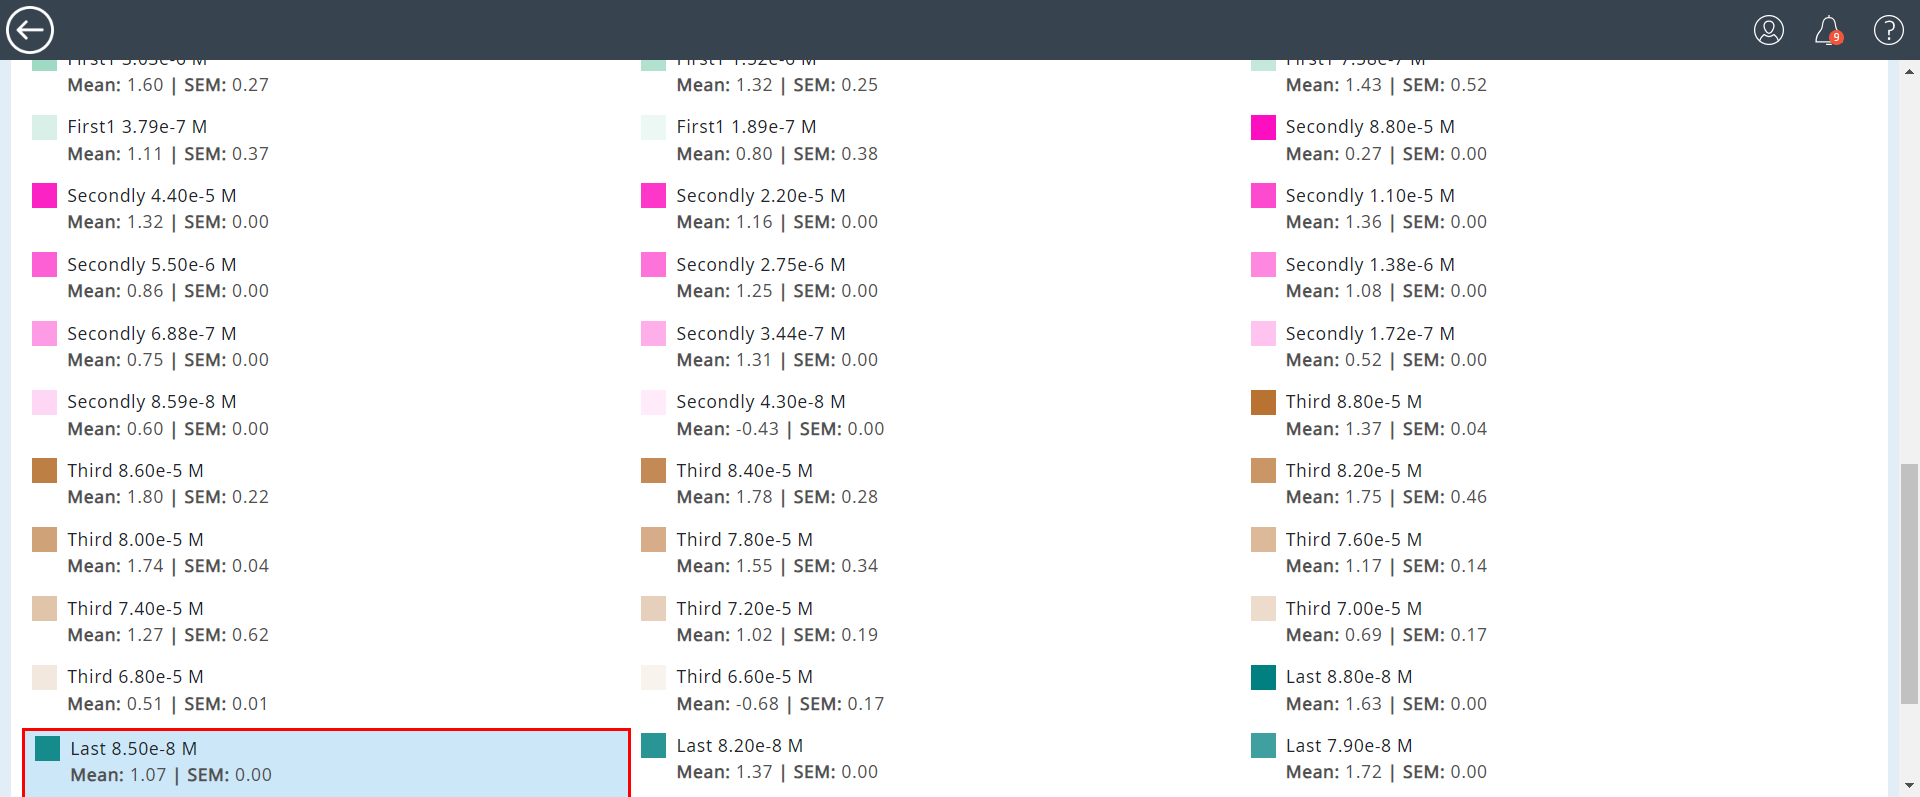 9
First1 3.03e-6 M
First1 1.52e-6 M
First1 7.58e-7 M
Mean: 1.60 | SEM: 0.27
Mean: 1.32 | SEM: 0.25
Mean: 1.43 | SEM: 0.52
First1 3.79e-7 M
First1 1.89e-7 M
Secondly 8.80e-5 M
Mean: 1.11 | SEM: 0.37
Mean: 0.80 | SEM: 0.38
Mean: 0.27 | SEM: 0.00
Secondly 4.40e-5 M
Secondly 2.20e-5 M
Secondly 1.10e-5 M
Mean: 1.32 | SEM: 0.00
Mean: 1.16 | SEM: 0.00
Mean: 1.36 | SEM: 0.00
Secondly 5.50e-6 M
Secondly 2.75e-6 M
Secondly 1.38e-6 M
Mean: 0.86 | SEM: 0.00
Mean: 1.25 | SEM: 0.00
Mean: 1.08 | SEM: 0.00
Secondly 6.88e-7 M
Secondly 3.44e-7 M
Secondly 1.72e-7 M
Mean: 0.75 | SEM: 0.00
Mean: 1.31 | SEM: 0.00
Mean: 0.52 | SEM: 0.00
Secondly 8.59e-8 M
Secondly 4.30e-8 M
Third 8.80e-5 M
Mean: 0.60 | SEM: 0.00
Mean: -0.43 | SEM: 0.00
Mean: 1.37 | SEM: 0.04
Third 8.60e-5 M
Third 8.40e-5 M
Third 8.20e-5 M
Mean: 1.80 | SEM: 0.22
Mean: 1.78 | SEM: 0.28
Mean: 1.75 | SEM: 0.46
Third 8.00e-5 M
Third 7.80e-5 M
Third 7.60e-5 M
Mean: 1.74 | SEM: 0.04
Mean: 1.55 | SEM: 0.34
Mean: 1.17 | SEM: 0.14
Third 7.40e-5 M
Third 7.20e-5 M
Third 7.00e-5 M
Mean: 1.27 | SEM: 0.62
Mean: 1.02 | SEM: 0.19
Mean: 0.69 | SEM: 0.17
Third 6.80e-5 M
Third 6.60e-5 M
Last 8.80e-8 M
Mean: 0.51 | SEM: 0.01
Mean: -0.68 | SEM: 0.17
Mean: 1.63 | SEM: 0.00
Last 8.50e-8 M
Last 8.20e-8 M
Last 7.90e-8 M
Mean: 1.07 | SEM: 0.00
Mean: 1.37 | SEM: 0.00
Mean: 1.72 | SEM: 0.00